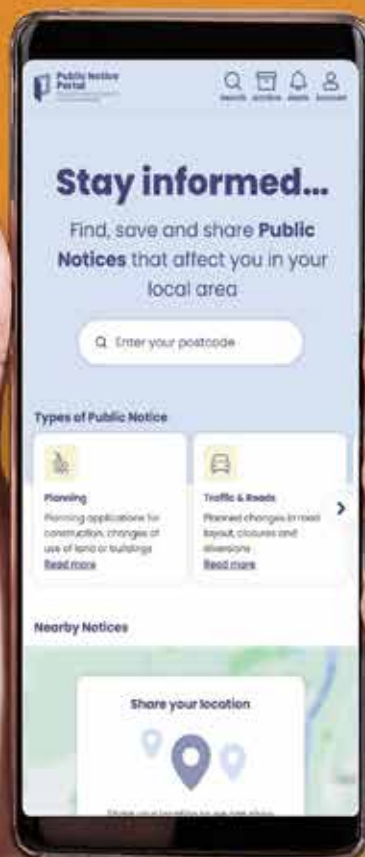 Public Notice
Portal
Stay informed...
Find, save and share Public
Notices that affect you in your
local area
Enter your postcode
Types of Public Notice
Planning
Planning applications for
construction, changes of
use of land or buildings
Read more
Traffic & Roads
Planned changes in road
layout, closures and
diversions
Read more
Nearby Notices
Share your location